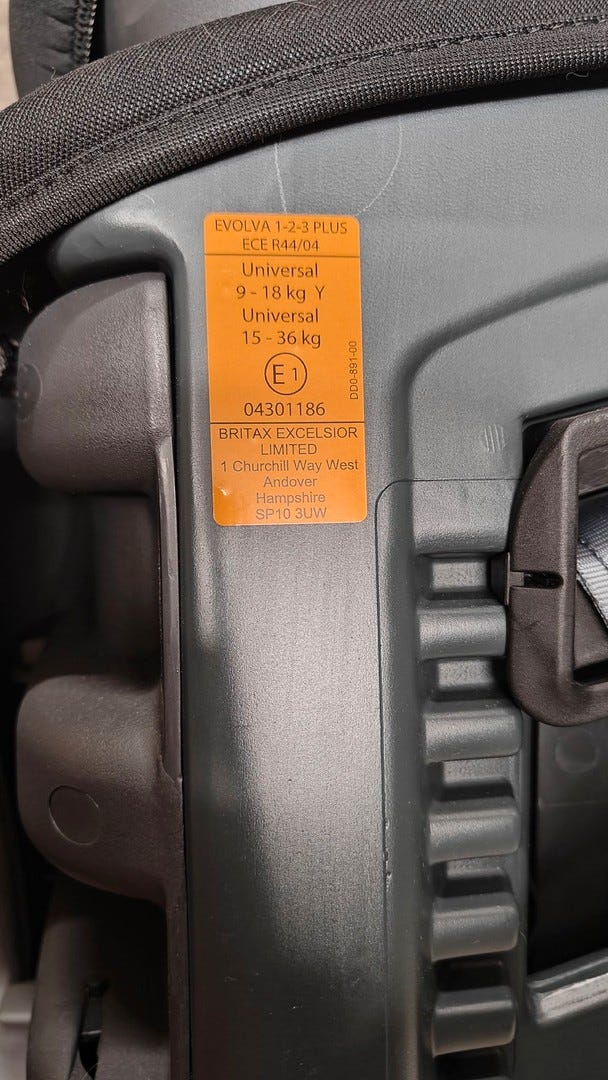 EVOLVA 1-2-3 PLUS
ECE R44/04
Universal
9 - 18 kg Y
Universal
15 - 36 kg
E 1
04301186
DD0-891-00
BRITAX EXCELSIOR
LIMITED
1 Churchill Way West
Andover
Hampshire
SP10 3UW